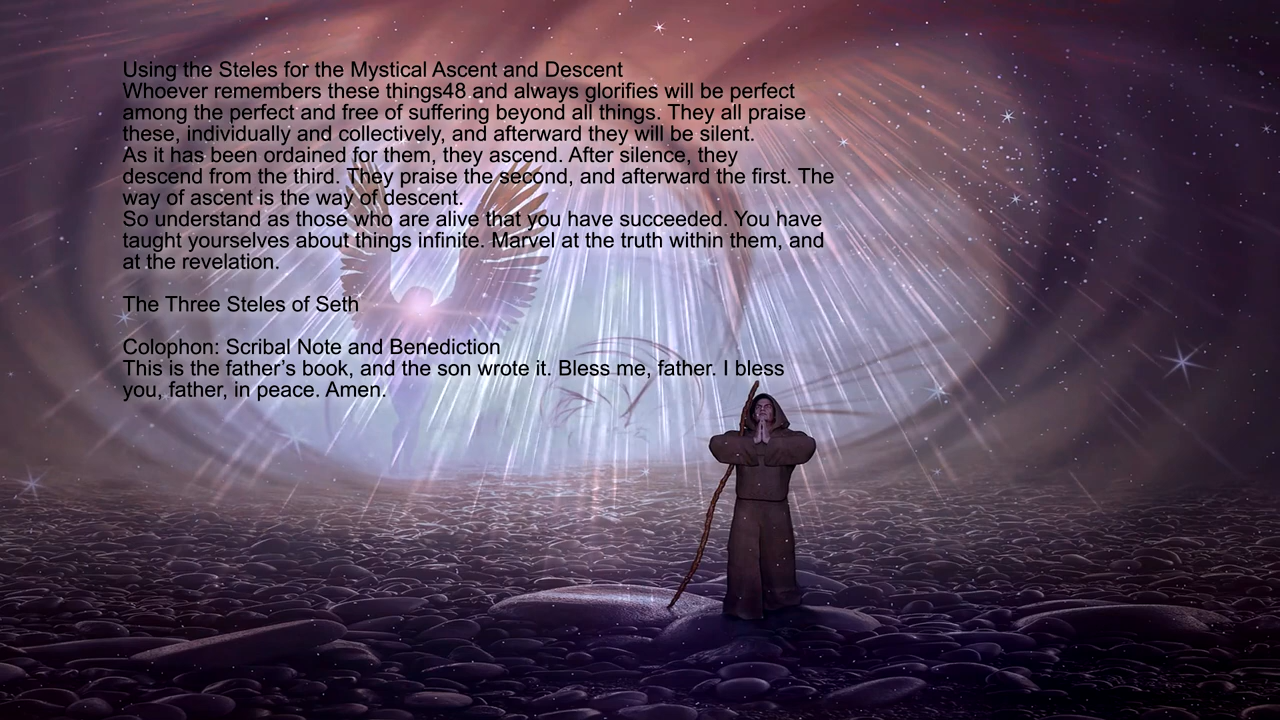 Using the Steles for the Mystical Ascent and Descent
Whoever remembers these things48 and always glorifies will be perfect
among the perfect and free of suffering beyond all things. They all praise
these, individually and collectively, and afterward they will be silent.
As it has been ordained for them, they ascend. After silence, they
descend from the third. They praise the second, and afterward the first. The
way of ascent is the way of descent.
So understand as those who are alive that you have succeeded. You have
taught yourselves about things infinite. Marvel at the truth within them, and
at the revelation.
The Three Steles of Seth
Colophon: Scribal Note and Benediction
This is the father’s book, and the son wrote it. Bless me, father. I bless
you, father, in peace. Amen.